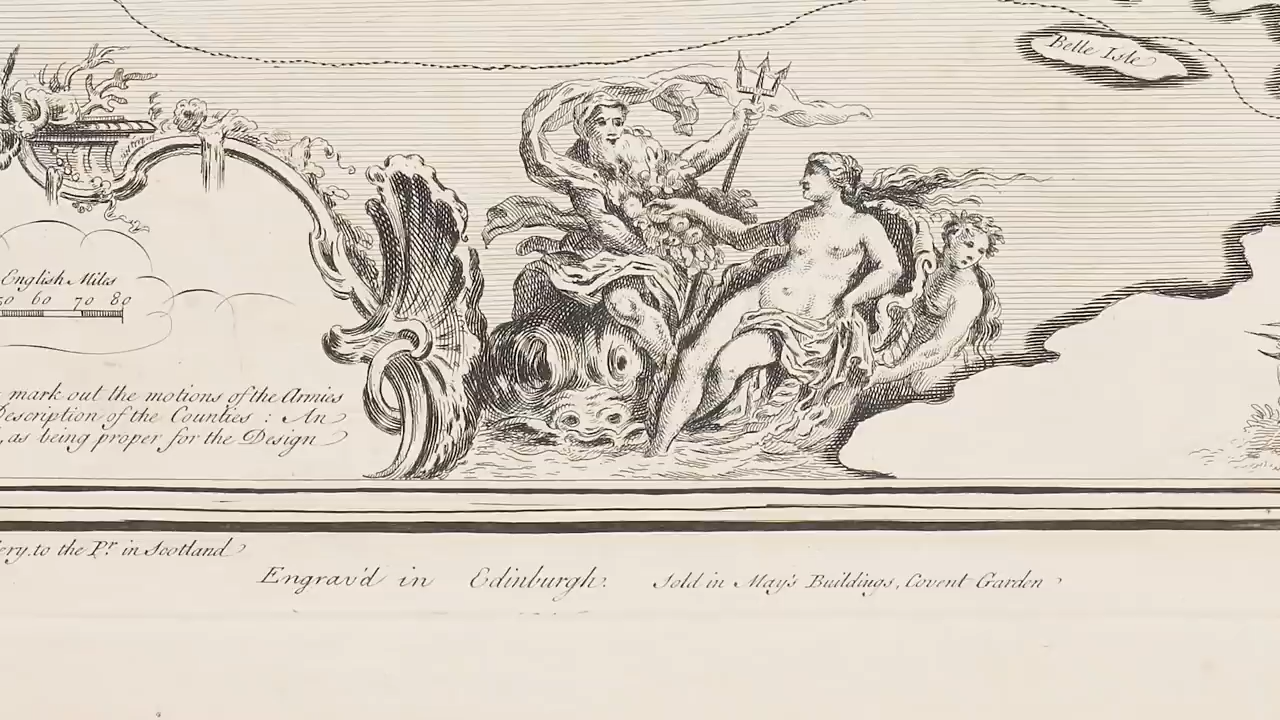 Belle Isle
English Miles
50 60 70 80
mark out the motions of the Armies
Description of the Counties : An
, as being proper for the Design
ery. to the Pr. in Scotland
Engrav'd in Edinburgh. Sold in May's Buildings, Covent Garden